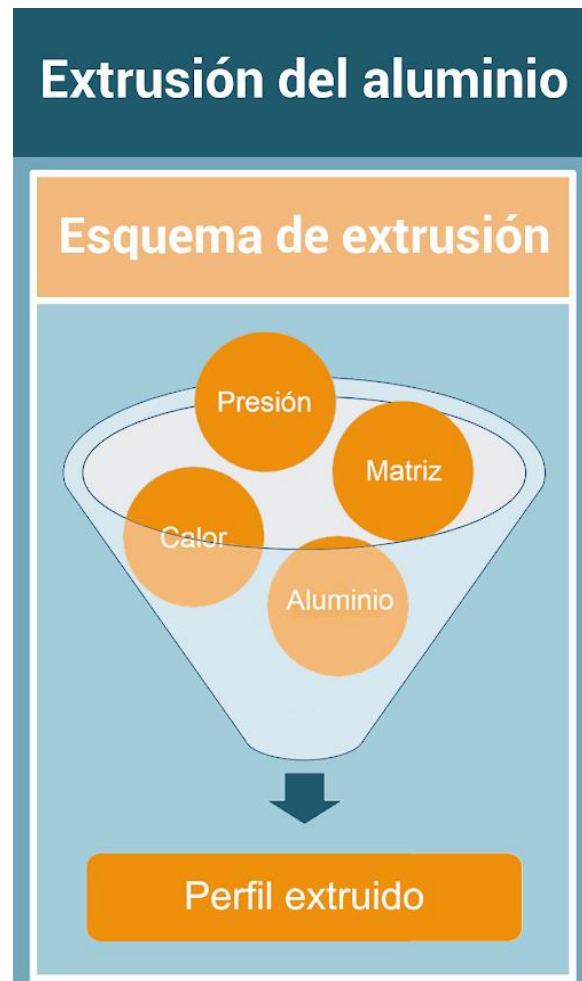 Extrusión del aluminio
Esquema de extrusión
Presión
Matriz
Calor
Aluminio
Perfil extruido